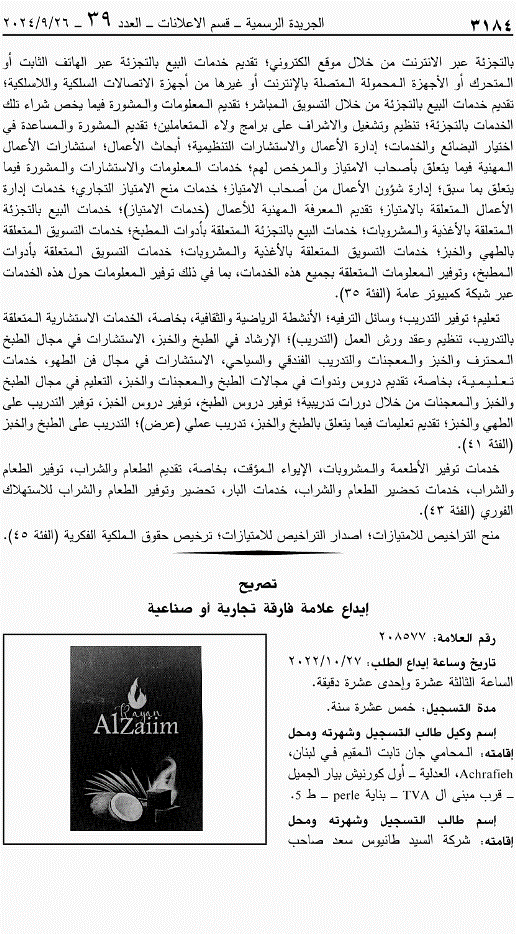 ٣١٨٤
الجريدة الرسمية ــ قسم الاعلانات ــ العدد ٣٩ ــ ٢٠٢٤/٩/٢٦
بالتجزئة عبر الانترنت من خلال موقع الكتروني؛ تقديم خدمات البيع بالتجزئة عبر الهاتف الثابت أو
المتحرك أو الأجهزة المحمولة المتصلة بالإنترنت أو غيرها من أجهزة الاتصالات السلكية واللاسلكية؛
تقديم خدمات البيع بالتجزئة من خلال التسويق المباشر؛ تقديم المعلومات والمشورة فيما يخص شراء تلك
الخدمات بالتجزئة؛ تنظيم وتشغيل والاشراف على برامج ولاء المتعاملين؛ تقديم المشورة والمساعدة في
اختيار البضائع والخدمات؛ إدارة الأعمال والاستشارات التنظيمية؛ أبحاث الأعمال؛ استشارات الأعمال
المهنية فيما يتعلق بأصحاب الامتياز والمرخص لهم؛ خدمات المعلومات والاستشارات والمشورة فيما
يتعلق بما سبق؛ إدارة شؤون الأعمال من أصحاب الامتياز؛ خدمات منح الامتياز التجاري؛ خدمات إدارة
الأعمال المتعلقة بالامتياز؛ تقديم المعرفة المهنية للأعمال (خدمات الامتياز)؛ خدمات البيع بالتجزئة
المتعلقة بالأغذية والمشروبات؛ خدمات البيع بالتجزئة المتعلقة بأدوات المطبخ؛ خدمات التسويق المتعلقة
بالطهي والخبز؛ خدمات التسويق المتعلقة بالأغذية والمشروبات؛ خدمات التسويق المتعلقة بأدوات
المطبخ، وتوفير المعلومات المتعلقة بجميع هذه الخدمات، بما في ذلك توفير المعلومات حول هذه الخدمات
عبر شبكة كمبيوتر عامة (الفئة ٣٥).
تعليم؛ توفير التدريب؛ وسائل الترفيه؛ الأنشطة الرياضية والثقافية، بخاصة، الخدمات الاستشارية المتعلقة
بالتدريب، تنظيم وعقد ورش العمل (التدريب)؛ الإرشاد في الطبخ والخبز، الاستشارات في مجال الطبخ
المحترف والخبز والمعجنات والتدريب الفندقي والسياحي، الاستشارات في مجال فن الطهو، خدمات
تعليمية، بخاصة، تقديم دروس وندوات في مجالات الطبخ والمعجنات والخبز، التعليم في مجال الطبخ
والخبز والمعجنات من خلال دورات تدريبية؛ توفير دروس الطبخ، توفير دروس الخبز، توفير التدريب على
الطهي والخبز؛ تقديم تعليمات فيما يتعلق بالطبخ والخبز، تدريب عملي (عرض)؛ التدريب على الطبخ والخبز
(الفئة ٤١).
خدمات توفير الأطعمة والمشروبات، الإيواء المؤقت، بخاصة، تقديم الطعام والشراب، توفير الطعام
والشراب، خدمات تحضير الطعام والشراب، خدمات البار، تحضير وتوفير الطعام والشراب للاستهلاك
الفوري (الفئة ٤٣).
منح التراخيص للامتيازات؛ اصدار التراخيص للامتيازات؛ ترخيص حقوق الملكية الفكرية (الفئة ٤٥).
تصريح
إيداع علامة فارقة تجارية أو صناعية
رقم العلامة: ٢٠٨٥٧٧
تاريخ وساعة إيداع الطلب: ٢٠٢٢/١٠/٢٧
الساعة الثالثة عشرة وإحدى عشرة دقيقة.
مدة التسجيل: خمس عشرة سنة.
إسم وكيل طالب التسجيل وشهرته ومحل
إقامته: المحامي جان تابت المقيم في لبنان،
Achrafieh، العدلية ــ أول كورنيش بيار الجميل
ــ قرب مبنى ال TVA ــ بناية perle ــ ط 5.
إسم طالب التسجيل وشهرته ومحل
إقامته: شركة السيد طانيوس سعد صاحب
Rayan
AlZaiim